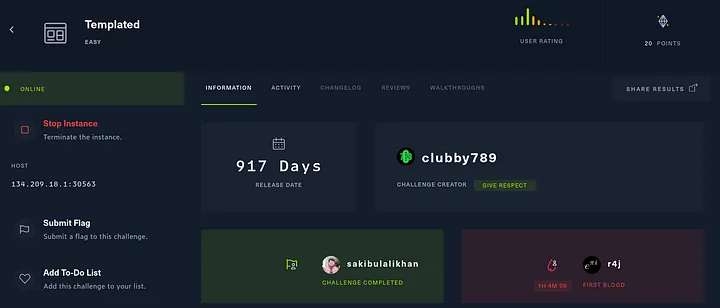 Templated
EASY
USER RATING
20 POINTS
ONLINE
INFORMATION ACTIVITY CHANGELOG REVIEWS WALKTHROUGHS
SHARE RESULTS
Stop Instance
Terminate the instance.
HOST
134.209.18.1:30563
917 Days
RELEASE DATE
clubby789
CHALLENGE CREATOR GIVE RESPECT
Submit Flag
Submit a flag to this challenge.
sakibulalikhan
CHALLENGE COMPLETED
r4j
FIRST BLOOD
Add To-Do List
Add this challenge to your list.